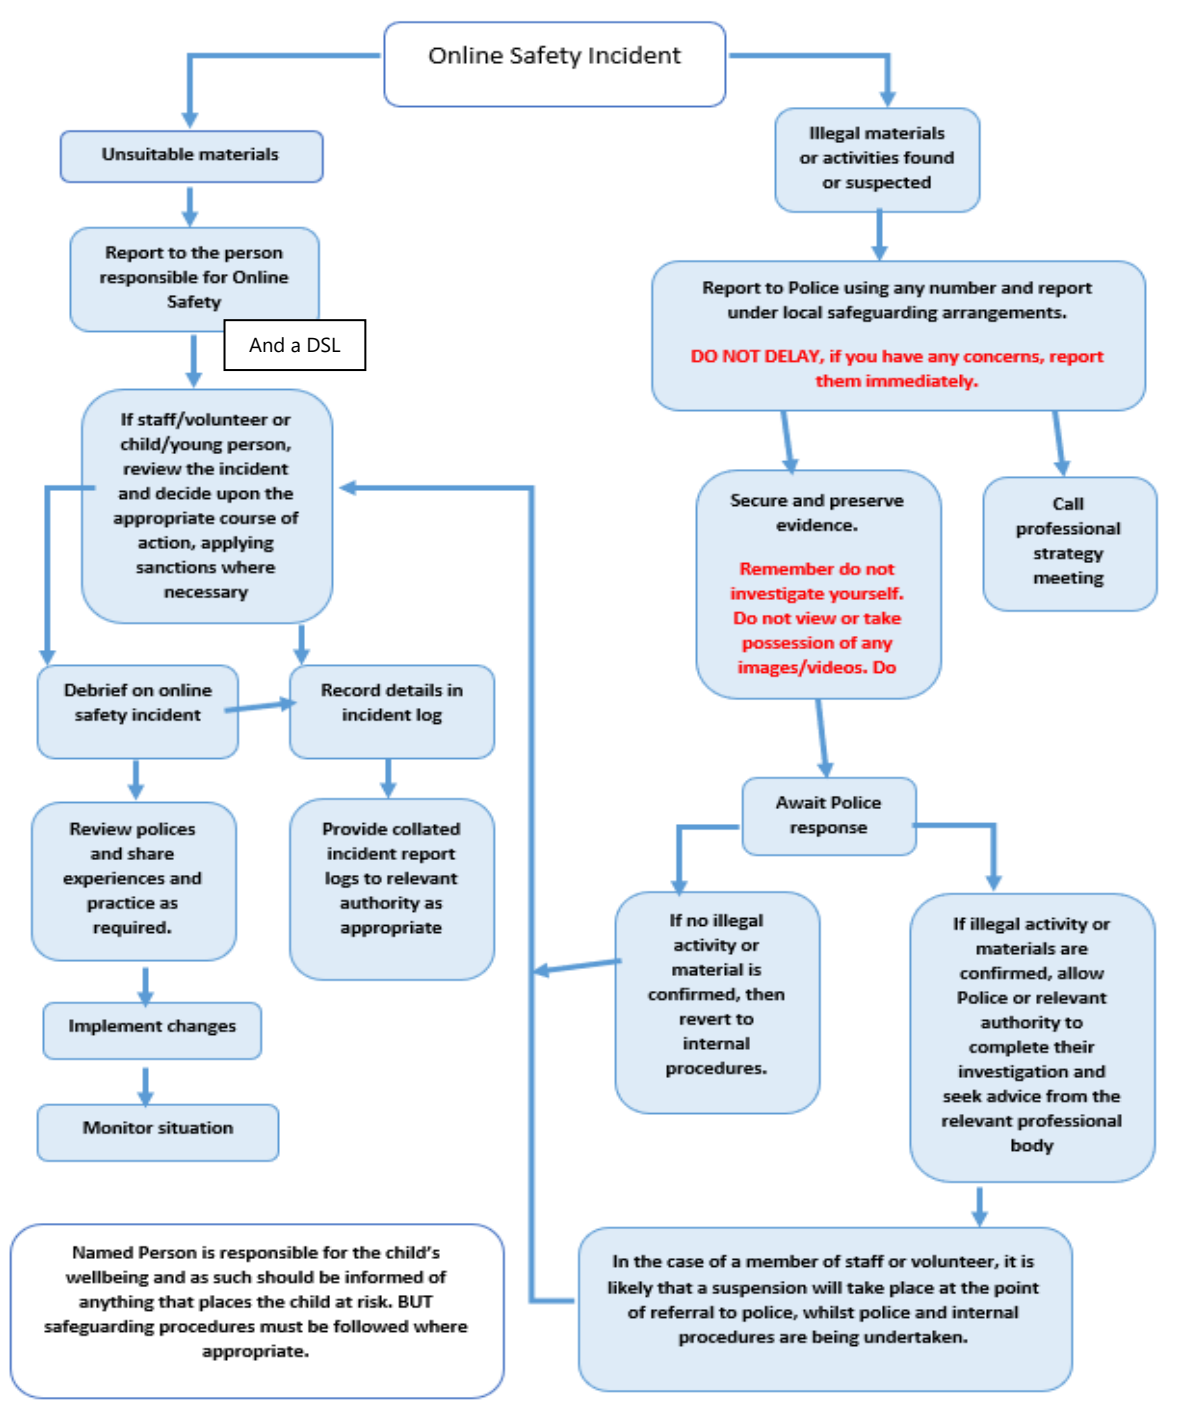 Online Safety Incident
Unsuitable materials
Report to the person
responsible for Online
Safety
And a DSL
If staff/volunteer or
child/young person,
review the incident
and decide upon the
appropriate course of
action, applying
sanctions where
necessary
Debrief on online
safety incident
Record details in
incident log
Review polices
and share
experiences and
practice as
required.
Provide collated
incident report
logs to relevant
authority as
appropriate
Implement changes
Monitor situation
Illegal materials
or activities found
or suspected
Report to Police using any number and report
under local safeguarding arrangements.
DO NOT DELAY, if you have any concerns, report
them immediately.
Secure and preserve
evidence.
Remember do not
investigate yourself.
Do not view or take
possession of any
images/videos. Do
Call
professional
strategy
meeting
Await Police
response
If no illegal
activity or
material is
confirmed, then
revert to
internal
procedures.
If illegal activity or
materials are
confirmed, allow
Police or relevant
authority to
complete their
investigation and
seek advice from the
relevant professional
body
In the case of a member of staff or volunteer, it is
likely that a suspension will take place at the point
of referral to police, whilst police and internal
procedures are being undertaken.
Named Person is responsible for the child's
wellbeing and as such should be informed of
anything that places the child at risk. BUT
safeguarding procedures must be followed where
appropriate.